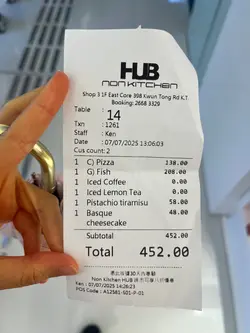 HUB
NON KITCHEN
Shop 3 1F East Core 398 Kwun Tong Rd K.T.
Booking: 2668 3329
Table : 14
Txn : 1261
Staff : Ken
Date : 07/07/2025 13:06:03
Cus count: 2
1 C) Pizza 138.00
1 G) Fish 208.00
1 Iced Coffee 0.00
1 Iced Lemon Tea 0.00
1 Pistachio tiramisu 58.00
1 Basque cheesecake 48.00
Subtotal 452.00
Total 452.00
Non Kitchen HUB
Ken : 07/07/2025 14:26:23
POS Code : A12581-S01-P-01